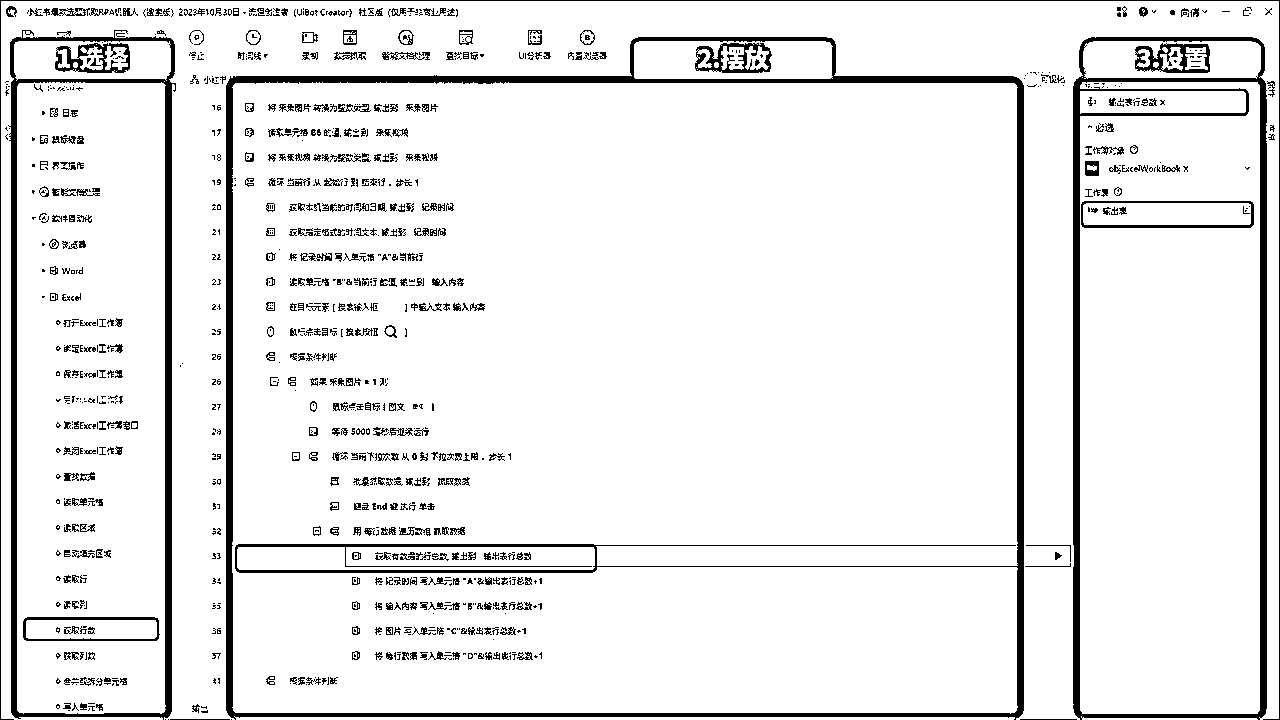 小红书爆款选题抓取RPA机器人（搜索版）2023年10月30日 - 流程创造者（UiBot Creator） 社区版（仅用于非商业用途）
停止
时间线
录制
数据抓取
智能文档处理
查找目标
UI分析器
内置浏览器
1.选择
2.摆放
3.设置
小红书
可视化
日志
鼠标键盘
界面操作
智能文档处理
软件自动化
浏览器
Word
Excel
打开Excel工作簿
绑定Excel工作簿
保存Excel工作簿
激活Excel工作簿窗口
关闭Excel工作簿
查找数据
读取单元格
读取区域
自动填充区域
读取行
读取列
获取行数
获取列数
合并或拆分单元格
写入单元格
16 将 采集图片 转换为整数类型, 输出到 采集图片
17 读取单元格 B6 的值, 输出到 采集视频
18 将 采集视频 转换为整数类型, 输出到 采集视频
19 循环 当前行 从 起始行 到 结束行 , 步长 1
20 获取本机当前的时间和日期, 输出到 记录时间
21 获取指定格式的时间文本, 输出到 记录时间
22 将 记录时间 写入单元格 "A"&当前行
23 读取单元格 "B"&当前行 的值, 输出到 输入内容
24 在目标元素 [ 搜索输入框 ] 中输入文本 输入内容
25 鼠标点击目标 [ 搜索按钮 ]
26 根据条件判断
26 如果 采集图片 = 1 则
27 鼠标点击目标 [ 图文 ]
28 等待 5000 毫秒后继续运行
29 循环 当前下拉次数 从 0 到 下拉次数上限 , 步长 1
30 批量抓取数据, 输出到 抓取数据
31 键盘 End 键 执行 单击
32 用 每行数据 遍历数组 抓取数据
33 获取有数据的行总数, 输出到 输出表行总数
34 将 记录时间 写入单元格 "A"&输出表行总数+1
35 将 输入内容 写入单元格 "B"&输出表行总数+1
36 将 图片 写入单元格 "C"&输出表行总数+1
37 将 每行数据 写入单元格 "D"&输出表行总数+1
41 根据条件判断
输出
输出表行总数 X
必选
工作簿对象
objExcelWorkBook X
工作表
输出表